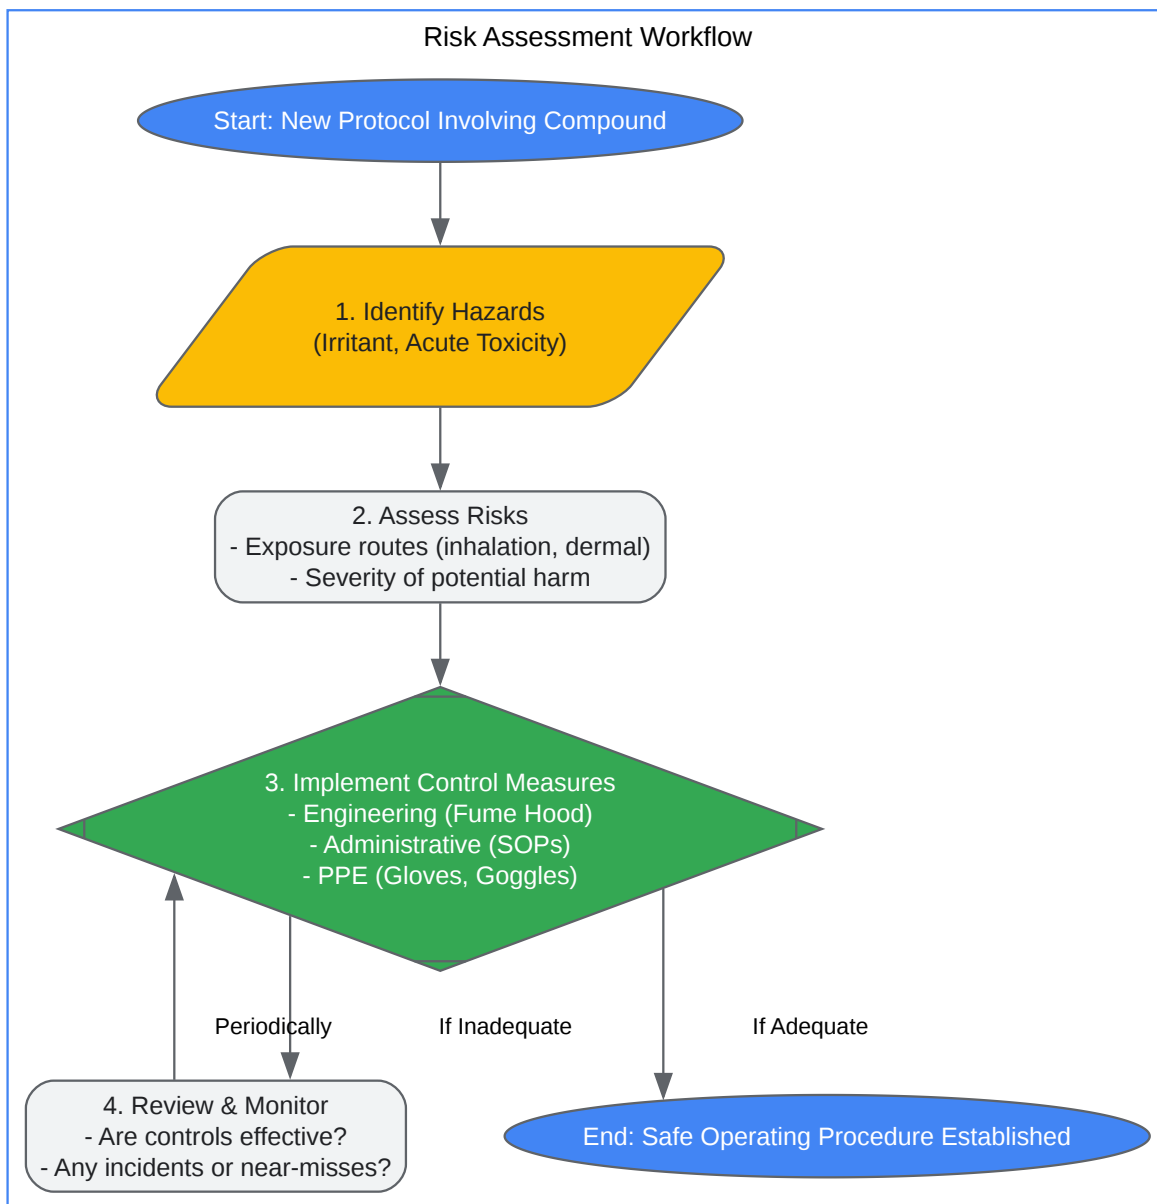 Risk Assessment Workflow
Start: New Protocol Involving Compound
1. Identify Hazards
(Irritant, Acute Toxicity)
2. Assess Risks
- Exposure routes (inhalation, dermal)
- Severity of potential harm
3. Implement Control Measures
- Engineering (Fume Hood)
- Administrative (SOPs)
- PPE (Gloves, Goggles)
Periodically
If Inadequate
If Adequate
4. Review & Monitor
- Are controls effective?
- Any incidents or near-misses?
End: Safe Operating Procedure Established